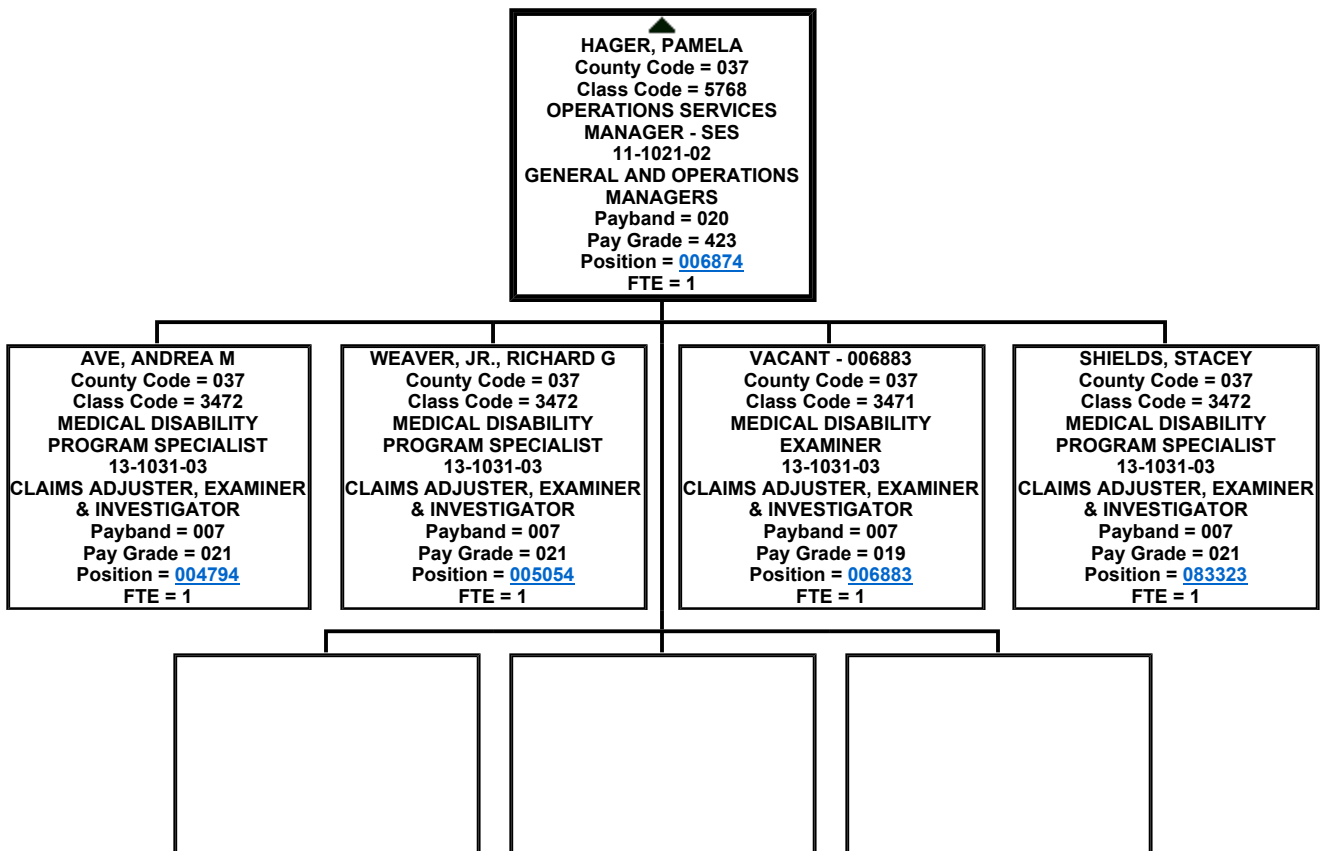 HAGER, PAMELA
County Code = 037
Class Code = 5768
OPERATIONS SERVICES
MANAGER - SES
11-1021-02
GENERAL AND OPERATIONS
MANAGERS
Payband = 020
Pay Grade = 423
Position = 006874
FTE = 1
AVE, ANDREA M
County Code = 037
Class Code = 3472
MEDICAL DISABILITY
PROGRAM SPECIALIST
13-1031-03
CLAIMS ADJUSTER, EXAMINER
& INVESTIGATOR
Payband = 007
Pay Grade = 021
Position = 004794
FTE = 1
WEAVER, JR., RICHARD G
County Code = 037
Class Code = 3472
MEDICAL DISABILITY
PROGRAM SPECIALIST
13-1031-03
CLAIMS ADJUSTER, EXAMINER
& INVESTIGATOR
Payband = 007
Pay Grade = 021
Position = 005054
FTE = 1
VACANT - 006883
County Code = 037
Class Code = 3471
MEDICAL DISABILITY
EXAMINER
13-1031-03
CLAIMS ADJUSTER, EXAMINER
& INVESTIGATOR
Payband = 007
Pay Grade = 019
Position = 006883
FTE = 1
SHIELDS, STACEY
County Code = 037
Class Code = 3472
MEDICAL DISABILITY
PROGRAM SPECIALIST
13-1031-03
CLAIMS ADJUSTER, EXAMINER
& INVESTIGATOR
Payband = 007
Pay Grade = 021
Position = 083323
FTE = 1